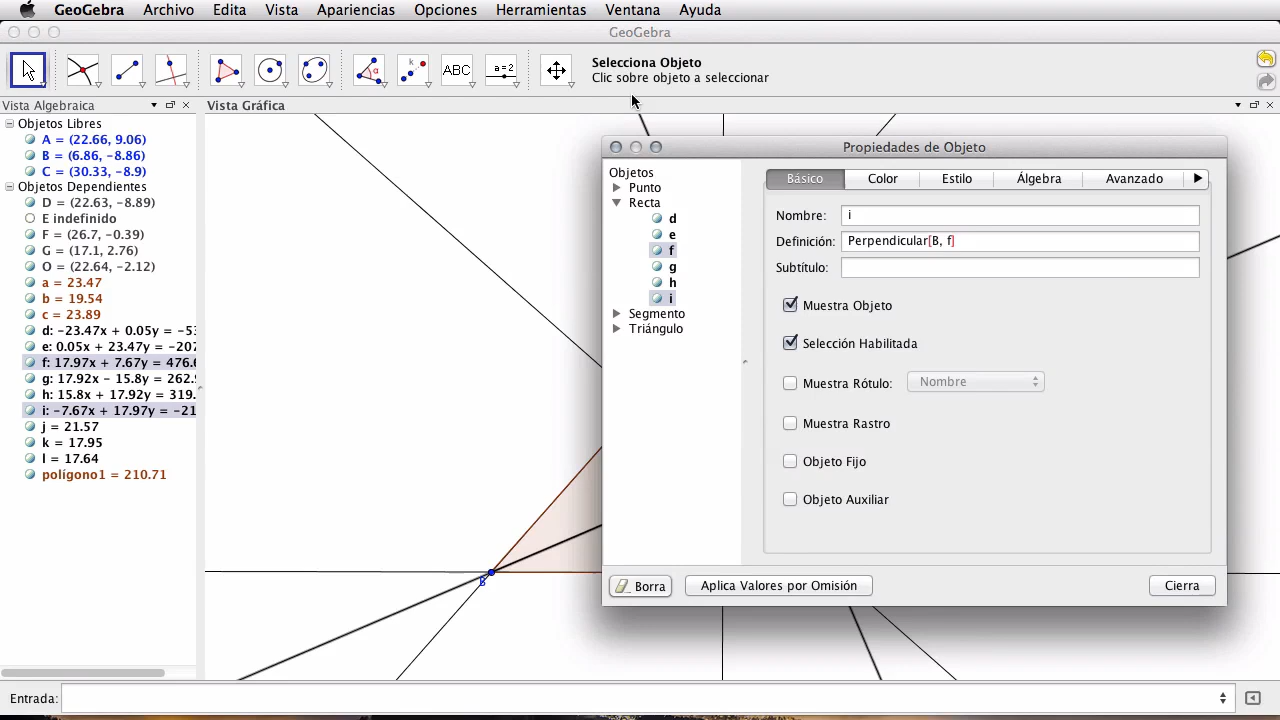 GeoGebra Archivo Edita Vista Apariencias Opciones Herramientas Ventana Ayuda
GeoGebra
α k ABC a=2
Selecciona Objeto
Clic sobre objeto a seleccionar
Vista Algebraica
Vista Gráfica
Objetos Libres
A = (22.66, 9.06)
B = (6.86, -8.86)
C = (30.33, -8.9)
Objetos Dependientes
D = (22.63, -8.89)
E indefinido
F = (26.7, -0.39)
G = (17.1, 2.76)
O = (22.64, -2.12)
a = 23.47
b = 19.54
c = 23.89
d: -23.47x + 0.05y = -53
e: 0.05x + 23.47y = -207
f: 17.97x + 7.67y = 476.6
g: 17.92x - 15.8y = 262.
h: 15.8x + 17.92y = 319.
i: -7.67x + 17.97y = -21
j = 21.57
k = 17.95
l = 17.64
polígono1 = 210.71
B
Propiedades de Objeto
Objetos
Punto
Recta
d
e
f
g
h
i
Segmento
Triángulo
Básico Color Estilo Álgebra Avanzado
Nombre: i
Definición: Perpendicular[B, f]
Subtítulo:
Muestra Objeto
Selección Habilitada
Muestra Rótulo: Nombre
Muestra Rastro
Objeto Fijo
Objeto Auxiliar
Borra Aplica Valores por Omisión Cierra
Entrada: